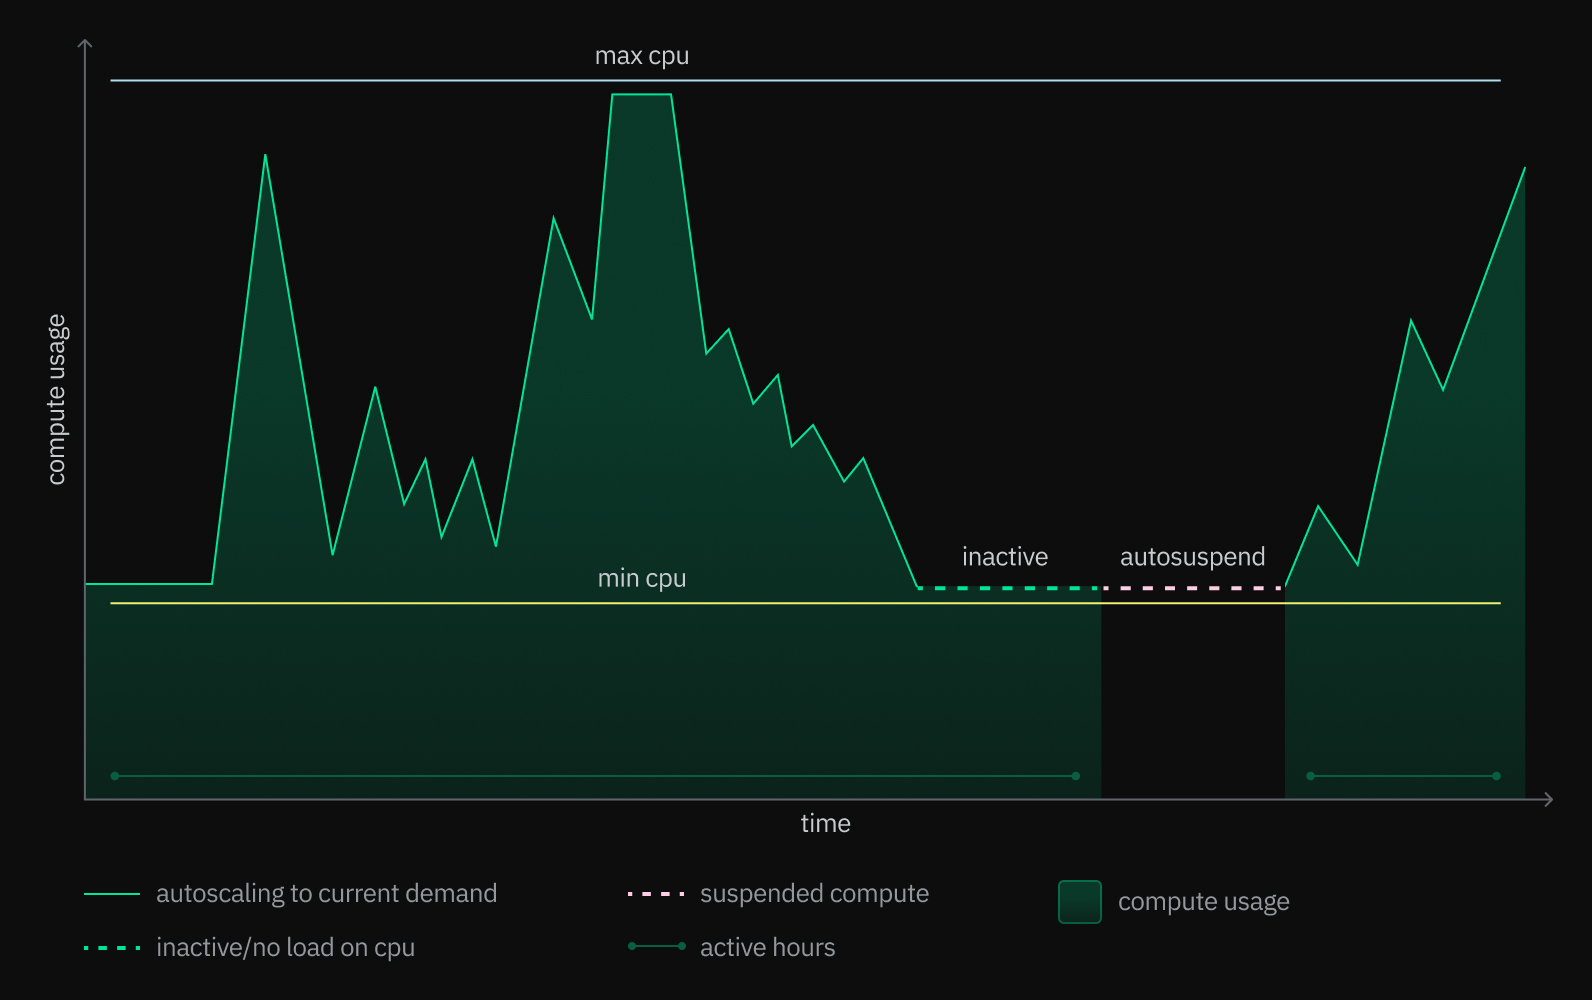 max cpu
compute usage
inactive
autosuspend
min cpu
time
autoscaling to current demand
suspended compute
compute usage
inactive/no load on cpu
active hours